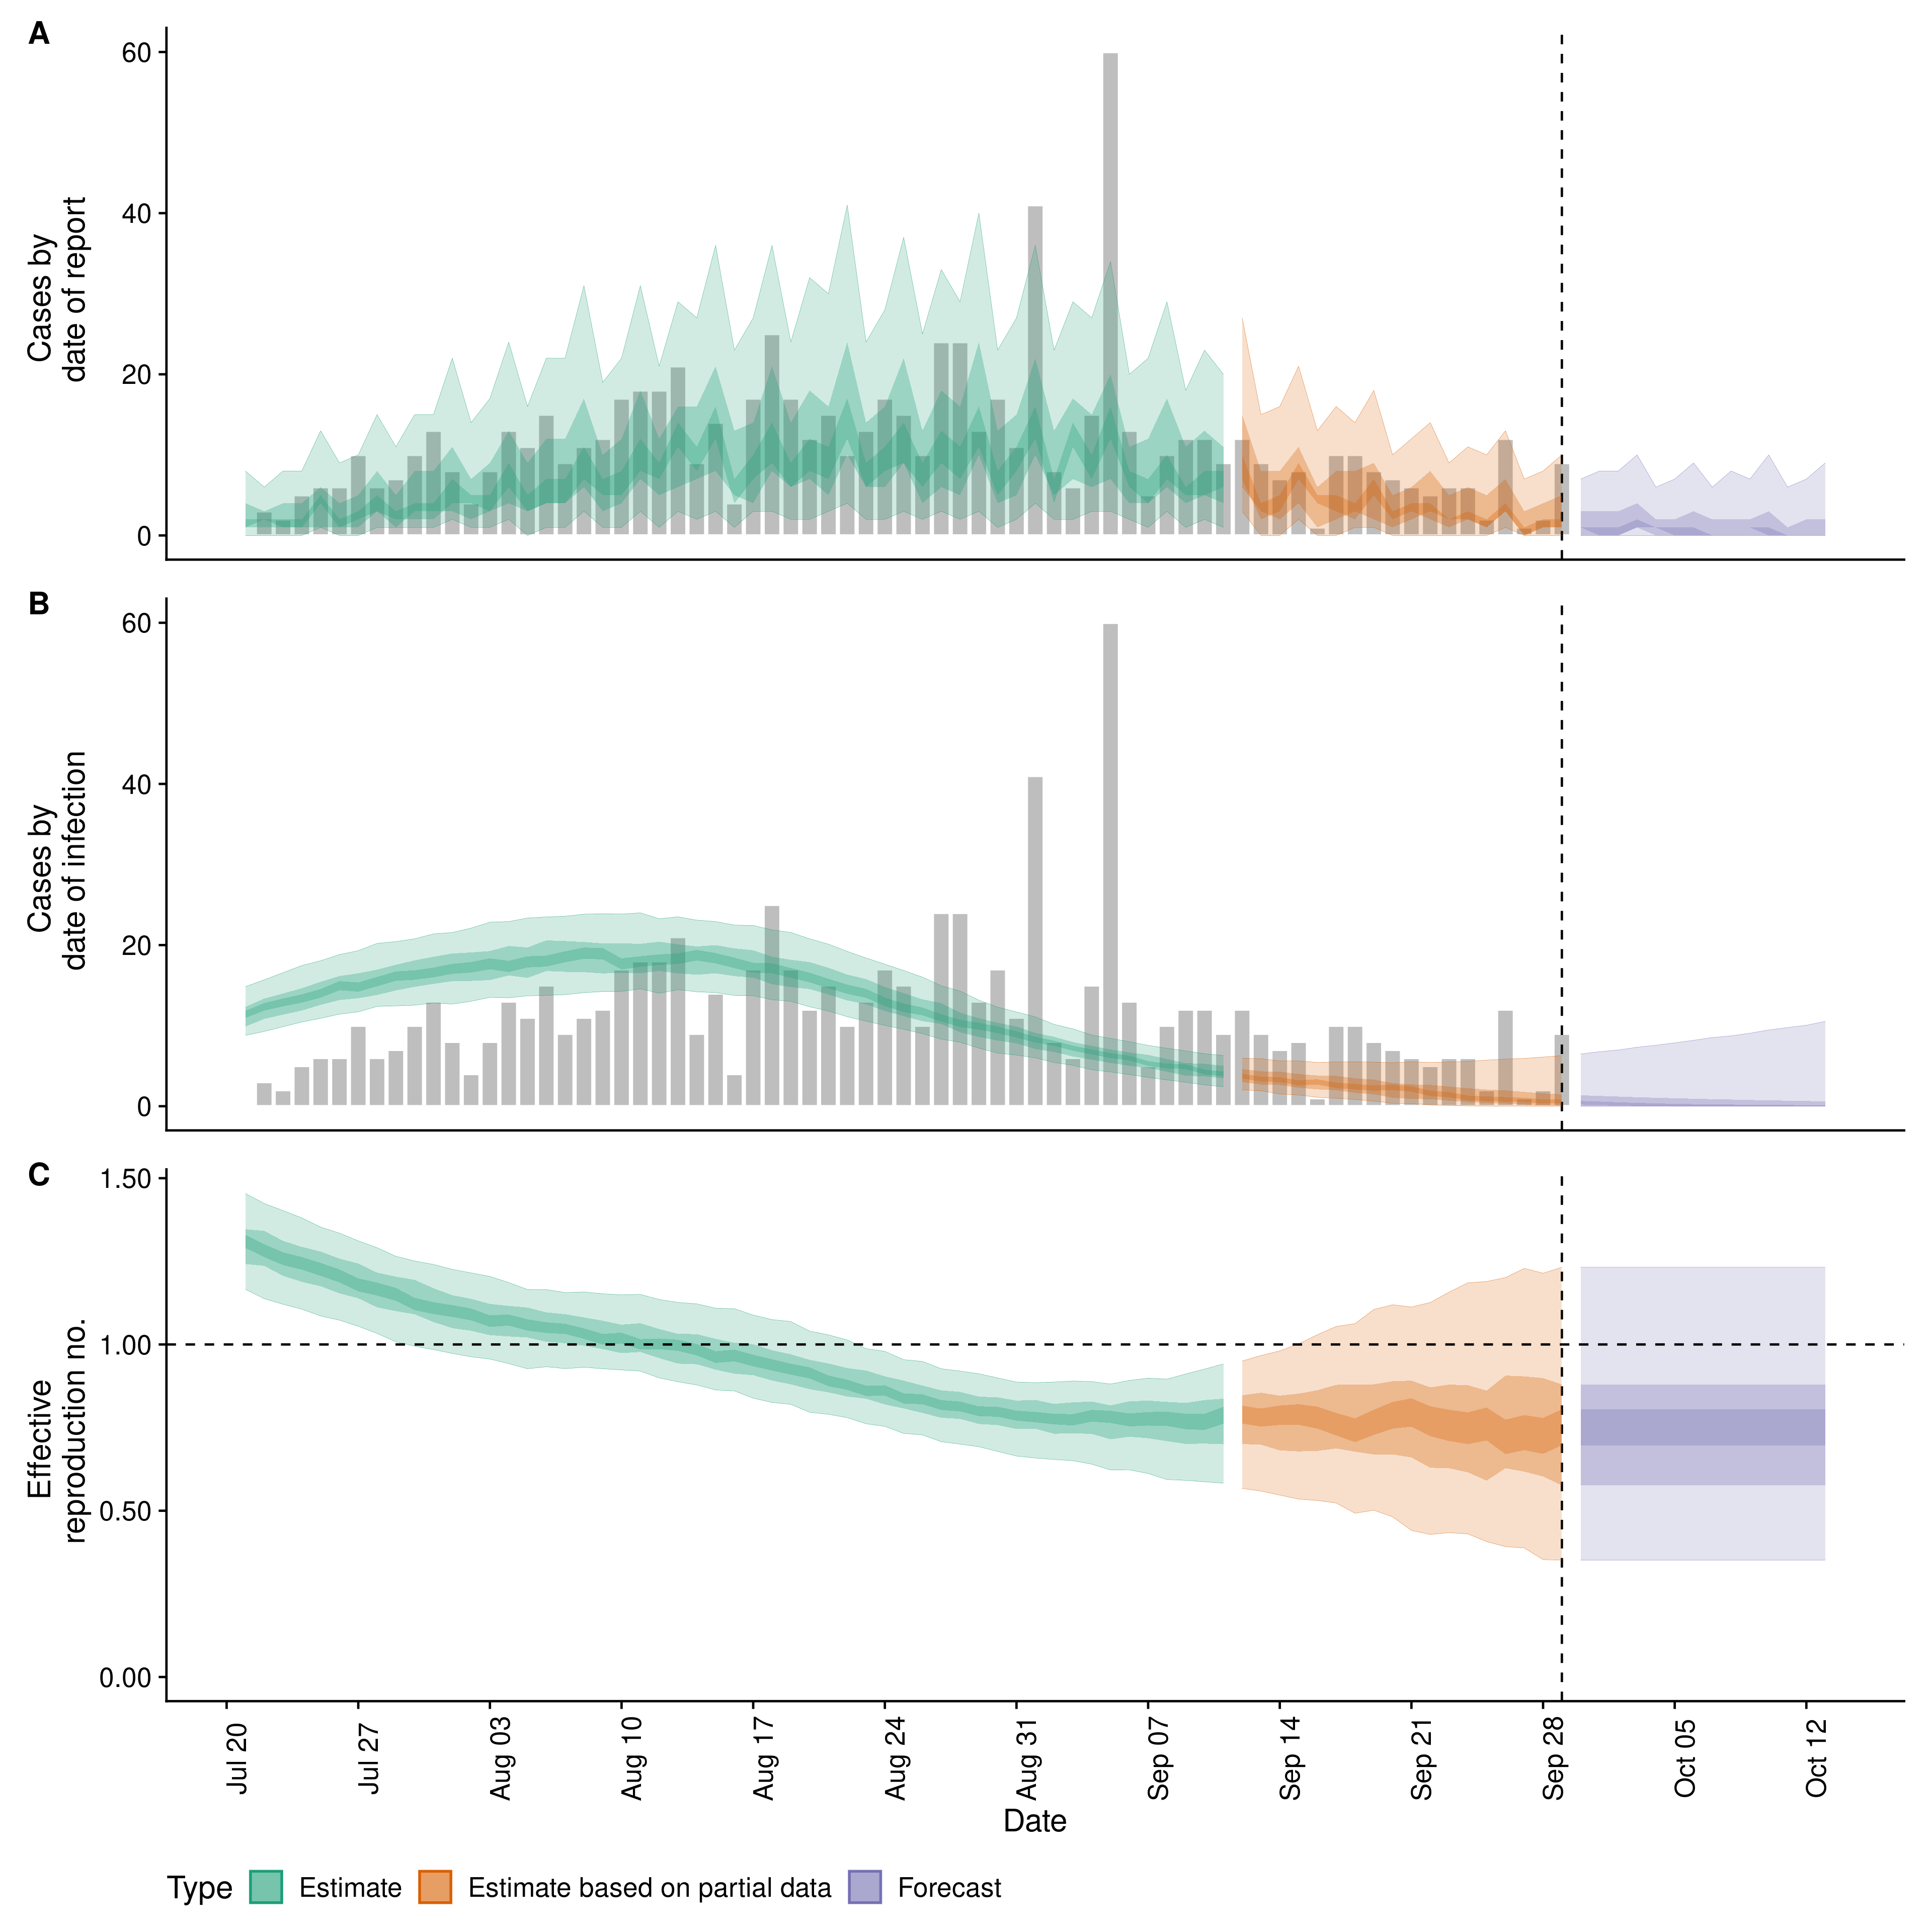 A
Cases by
date of report
60
40
20
0
B
Cases by
date of infection
60
40
20
0
C
Effective
reproduction no.
1.50
1.00
0.50
0.00
Jul 20
Jul 27
Aug 03
Aug 10
Aug 17
Aug 24
Aug 31
Sep 07
Sep 14
Sep 21
Sep 28
Oct 05
Oct 12
Date
Type Estimate Estimate based on partial data Forecast